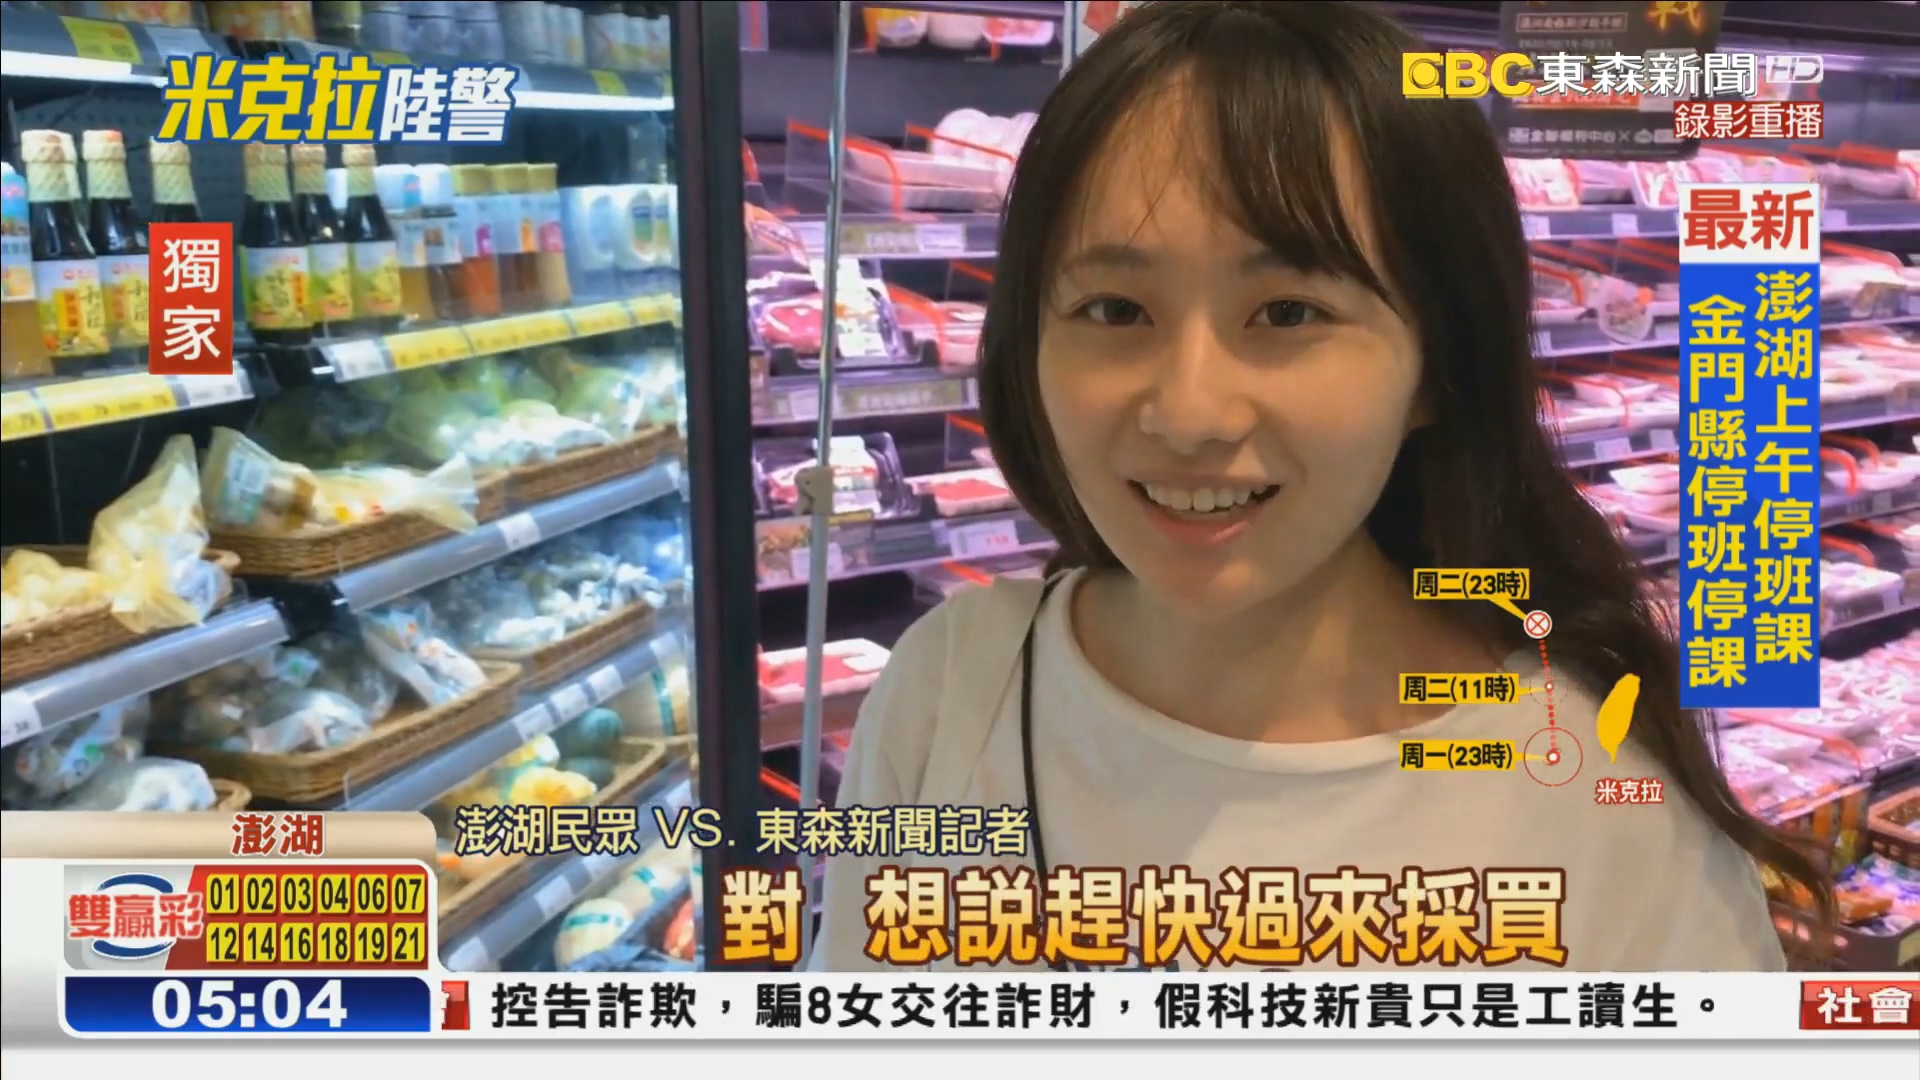 米克拉陸警
EBC東森新聞HD
錄影重播
獨家
最新
澎湖上午停班課
金門縣停班停課
周二(23時)
周二(11時)
周一(23時)
米克拉
澎湖
澎湖民眾 VS. 東森新聞記者
對 想說趕快過來採買
雙贏彩
01 02 03 04 06 07
12 14 16 18 19 21
05:04
控告詐欺，騙8女交往詐財，假科技新貴只是工讀生。
社會